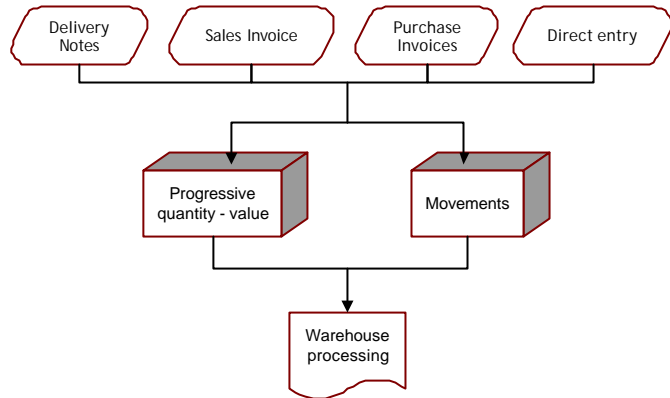 Delivery
Notes
Sales Invoice
Purchase
Invoices
Direct entry
Progressive
quantity - value
Movements
Warehouse
processing